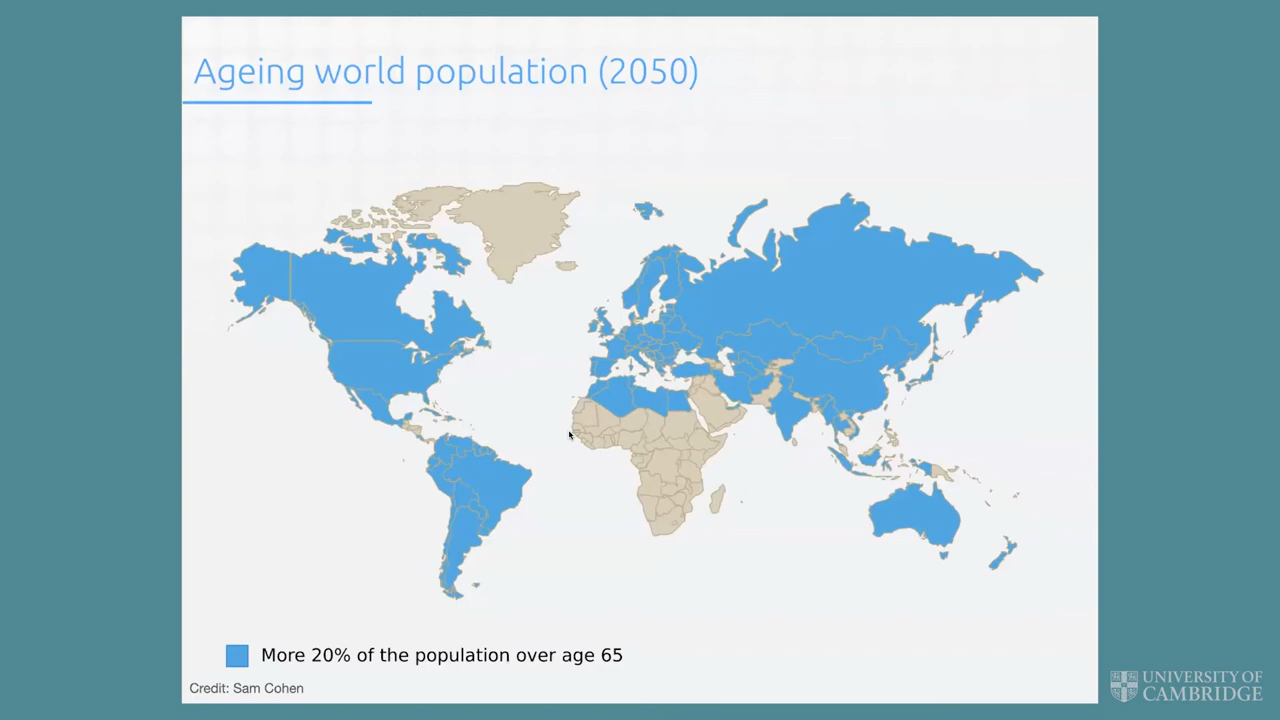 Ageing world population (2050)
More 20% of the population over age 65
Credit: Sam Cohen
UNIVERSITY OF
CAMBRIDGE